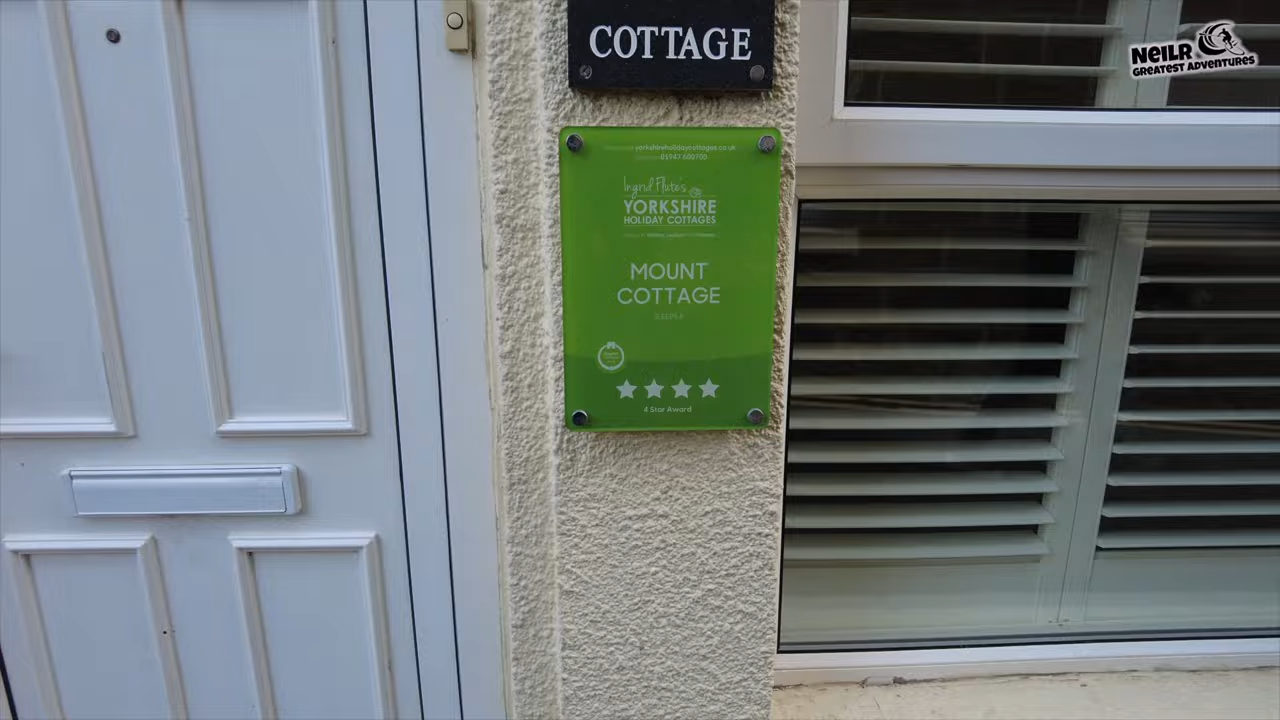 COTTAGE
NEILR
GREATEST ADVENTURES
yorkshireholidaycottages.co.uk
01947 600700
Ingrid Flute's
YORKSHIRE
HOLIDAY COTTAGES
MOUNT
COTTAGE
4 Star Award